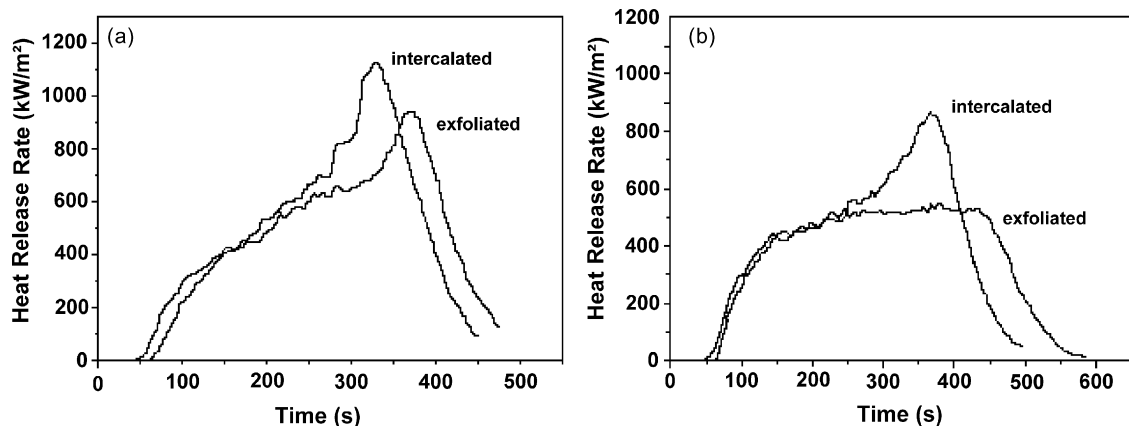 (a)
Heat Release Rate (kW/m²)
1200
1000
800
600
400
200
0
intercalated
exfoliated
0 100 200 300 400 500
Time (s)
(b)
Heat Release Rate (kW/m²)
1200
1000
800
600
400
200
0
intercalated
exfoliated
0 100 200 300 400 500 600
Time (s)